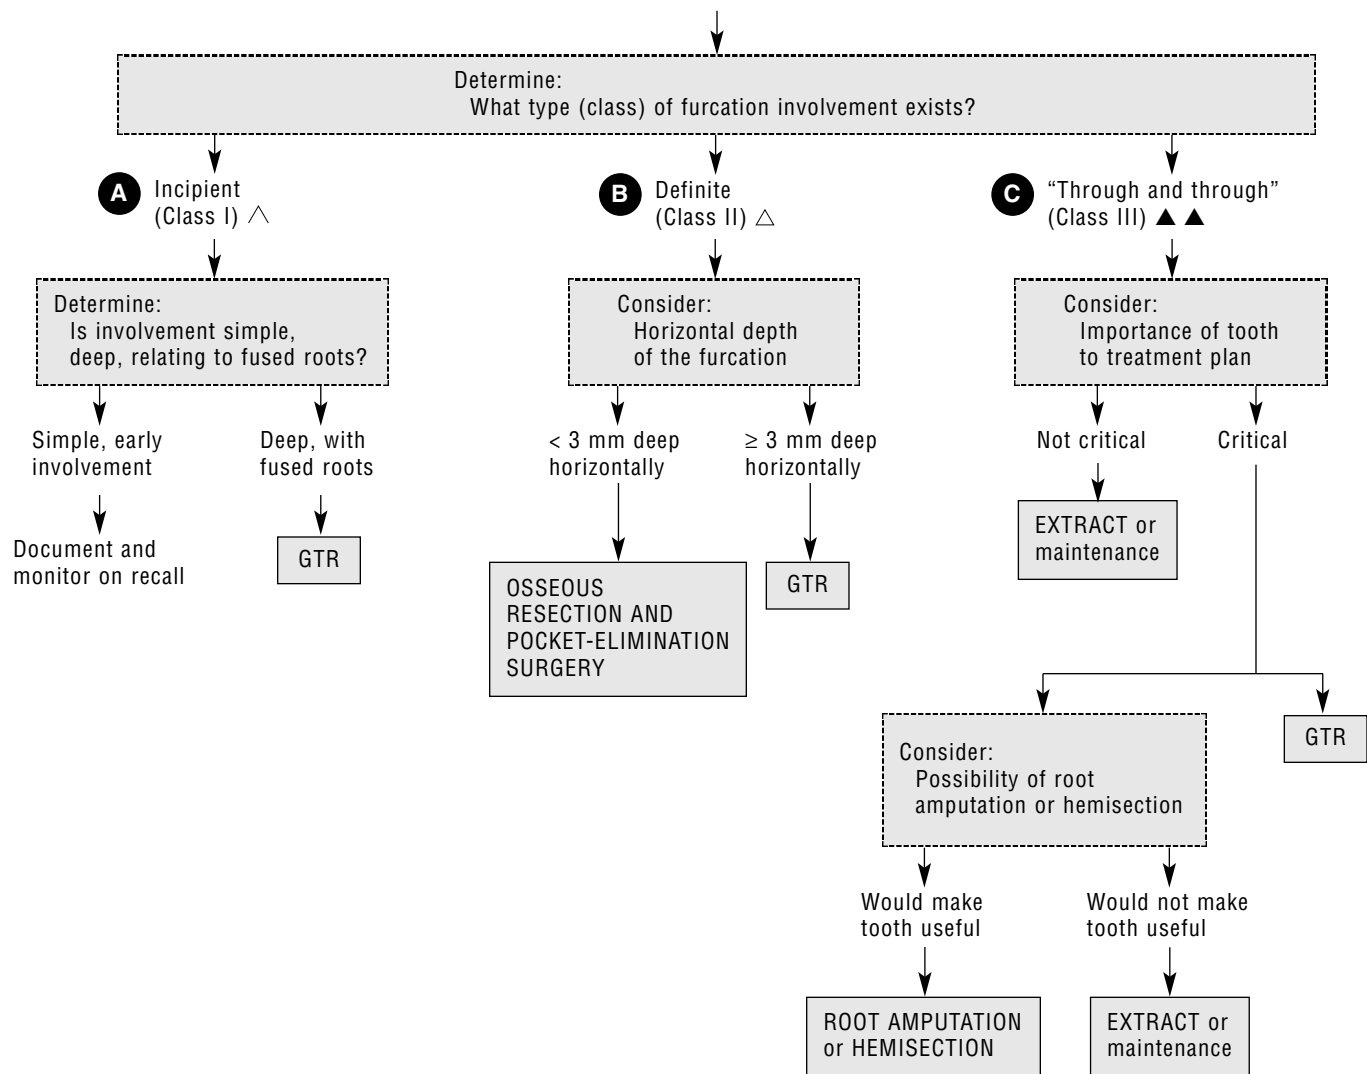 Determine:
What type (class) of furcation involvement exists?
A Incipient
(Class I) △
B Definite
(Class II) △
C “Through and through”
(Class III) ▲ ▲
Determine:
Is involvement simple,
deep, relating to fused roots?
Consider:
Horizontal depth
of the furcation
Consider:
Importance of tooth
to treatment plan
Simple, early
involvement
Deep, with
fused roots
< 3 mm deep
horizontally
≥ 3 mm deep
horizontally
Not critical
Critical
Document and
monitor on recall
GTR
OSSEOUS
RESECTION AND
POCKET-ELIMINATION
SURGERY
GTR
EXTRACT or
maintenance
GTR
Consider:
Possibility of root
amputation or hemisection
Would make
tooth useful
Would not make
tooth useful
ROOT AMPUTATION
or HEMISECTION
EXTRACT or
maintenance